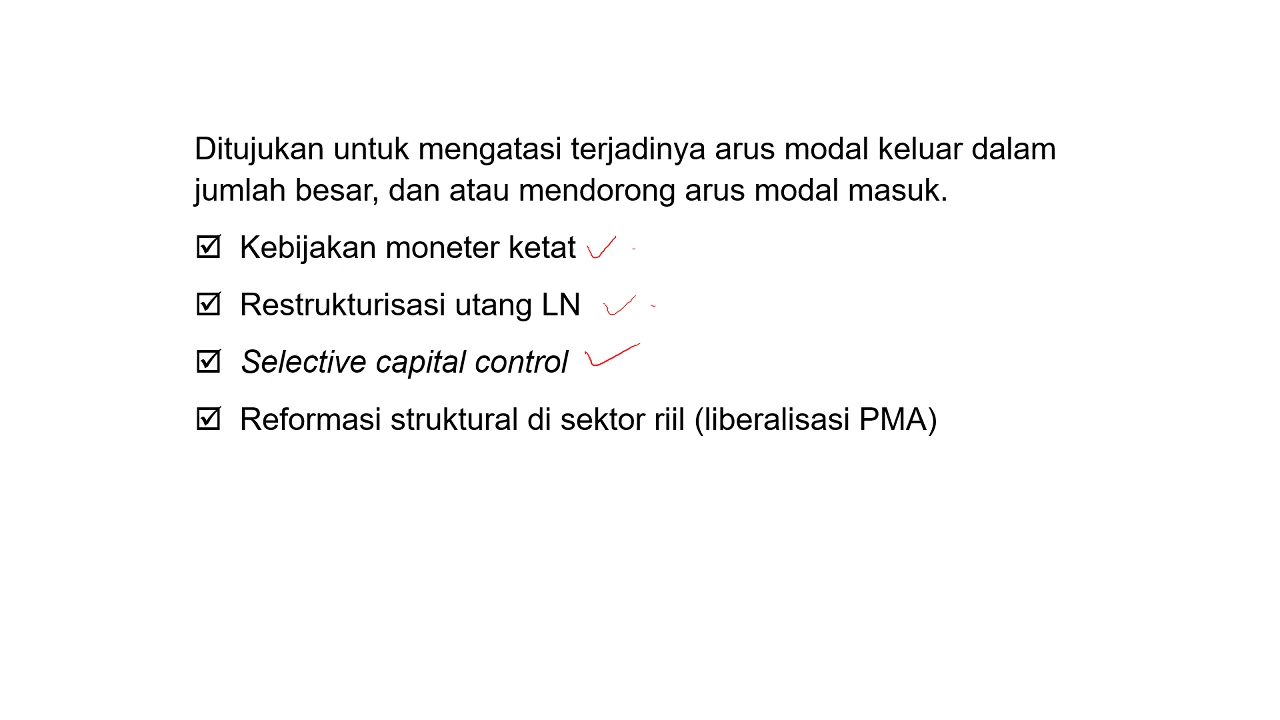 Ditujukan untuk mengatasi terjadinya arus modal keluar dalam
jumlah besar, dan atau mendorong arus modal masuk.
☑ Kebijakan moneter ketat
☑ Restrukturisasi utang LN
☑ Selective capital control
☑ Reformasi struktural di sektor riil (liberalisasi PMA)